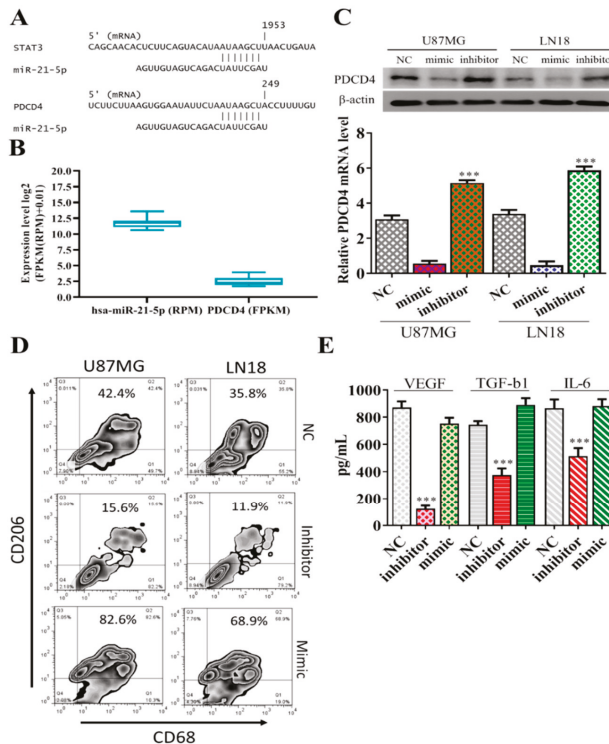 A
1953
5' (mRNA)
STAT3 CAGCAACACUCUUCAGUACAUAAUAAGCUUAACUGAUA
miR-21-5p AGUUGUAGUCAGACUAUUCGAU
5' (mRNA) 249
PDCD4 UCUUCUUAAGUGGAAUAUUCUAAUAAGCUACCUUUUGU
miR-21-5p AGUUGUAGUCAGACUAUUCGAU
B
Expression level log2
(FPKM(RPM)+0.01)
20.0
17.5
15.0
12.5
10.0
7.5
5.0
2.5
0.0
hsa-miR-21-5p (RPM) PDCD4 (FPKM)
C
U87MG LN18
NC mimic inhibitor NC mimic inhibitor
PDCD4
β-actin
Relative PDCD4 mRNA level
8
6
4
2
0
*** ***
NC mimic inhibitor NC mimic inhibitor
U87MG LN18
D
U87MG LN18
42.4% 35.8%
NC
15.6% 11.9%
Inhibitor
82.6% 68.9%
Mimic
CD206
CD68
E
VEGF TGF-b1 IL-6
pg/mL
1000
800
600
400
200
0
*** *** ***
NC inhibitor mimic NC inhibitor mimic NC inhibitor mimic